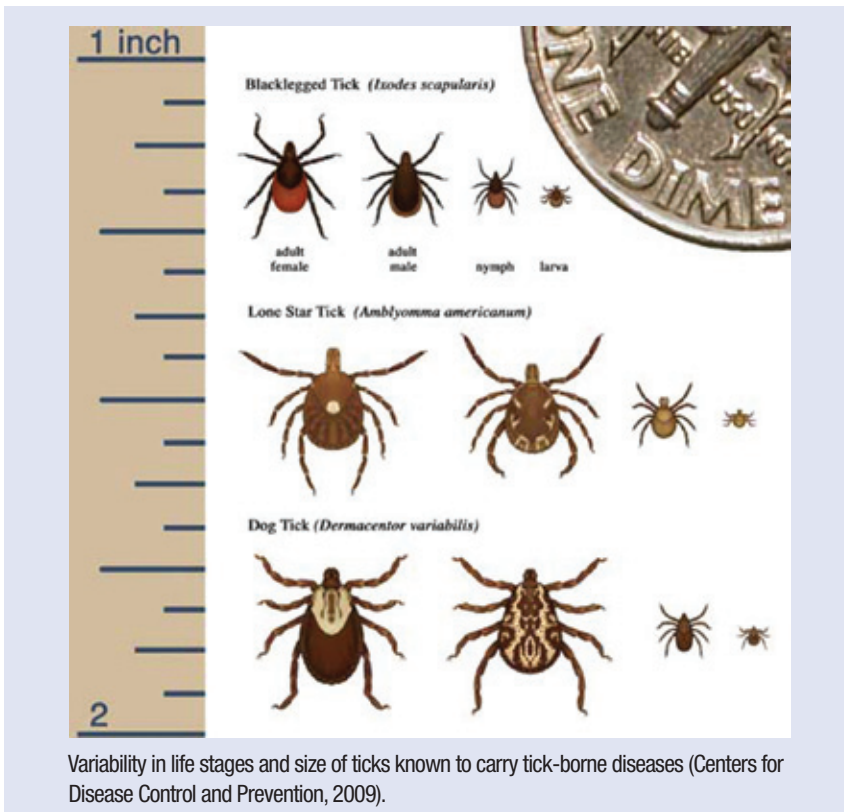 1 inch
Blacklegged Tick (Ixodes scapularis)
ONE DIME
adult female
adult male
nymph
larva
Lone Star Tick (Amblyomma americanum)
Dog Tick (Dermacentor variabilis)
2
Variability in life stages and size of ticks known to carry tick-borne diseases (Centers for
Disease Control and Prevention, 2009).